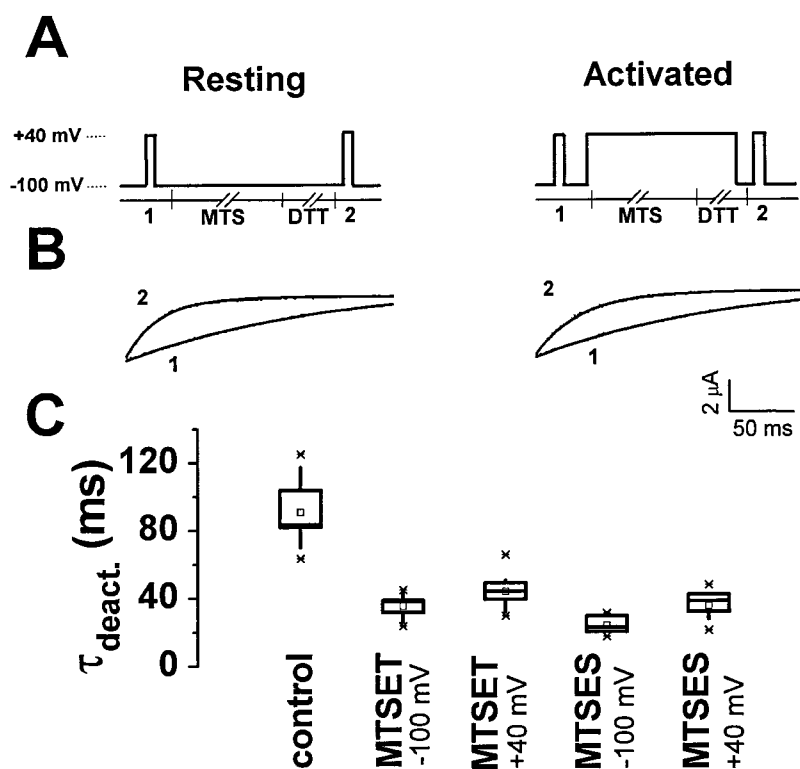 A
Resting
Activated
+40 mV
-100 mV
1 MTS DTT 2
1 MTS DTT 2
B
2
1
2
1
2 µA
50 ms
C
τdeact. (ms)
120
80
40
0
control
MTSET
-100 mV
MTSET
+40 mV
MTSES
-100 mV
MTSES
+40 mV